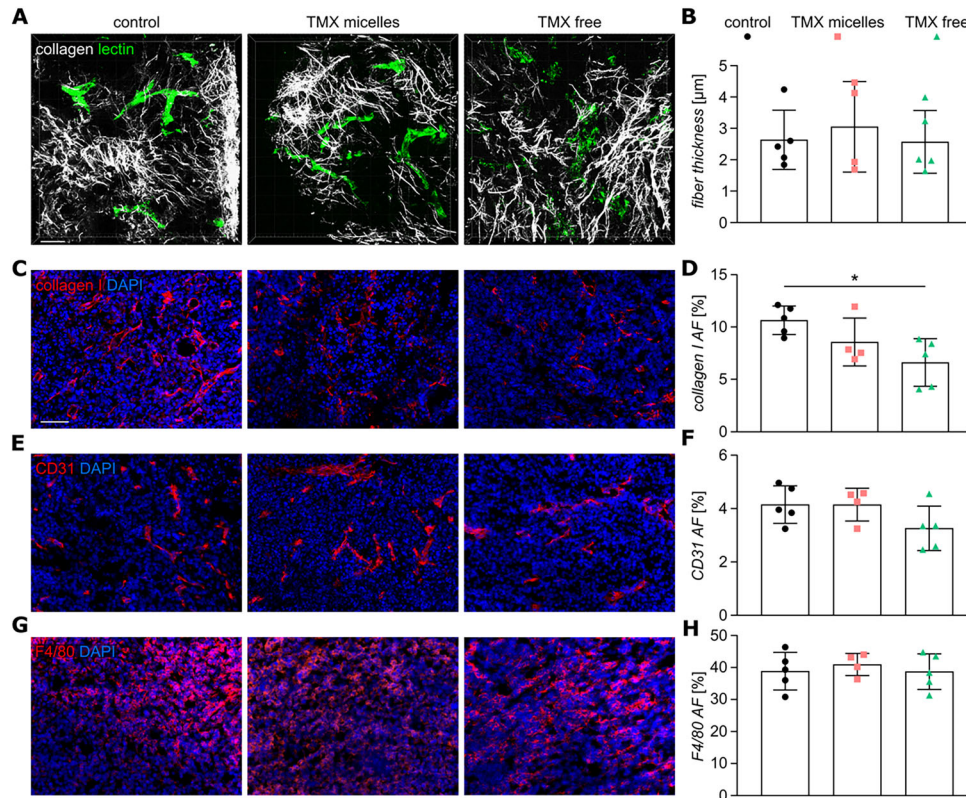 A
control
TMX micelles
TMX free
collagen lectin
B
control
TMX micelles
TMX free
fiber thickness [µm]
5
4
3
2
1
0
C
collagen I DAPI
D
*
collagen I AF [%]
15
10
5
0
E
CD31 DAPI
F
CD31 AF [%]
6
4
2
0
G
F4/80 DAPI
H
F4/80 AF [%]
50
40
30
20
10
0